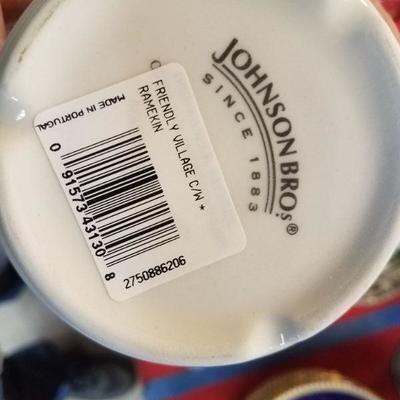 JOHNSON BROS®
SINCE 1883
FRIENDLY VILLAGE C/W *
RAMEKIN
MADE IN PORTUGAL
0 91573 43130 8
2750886206